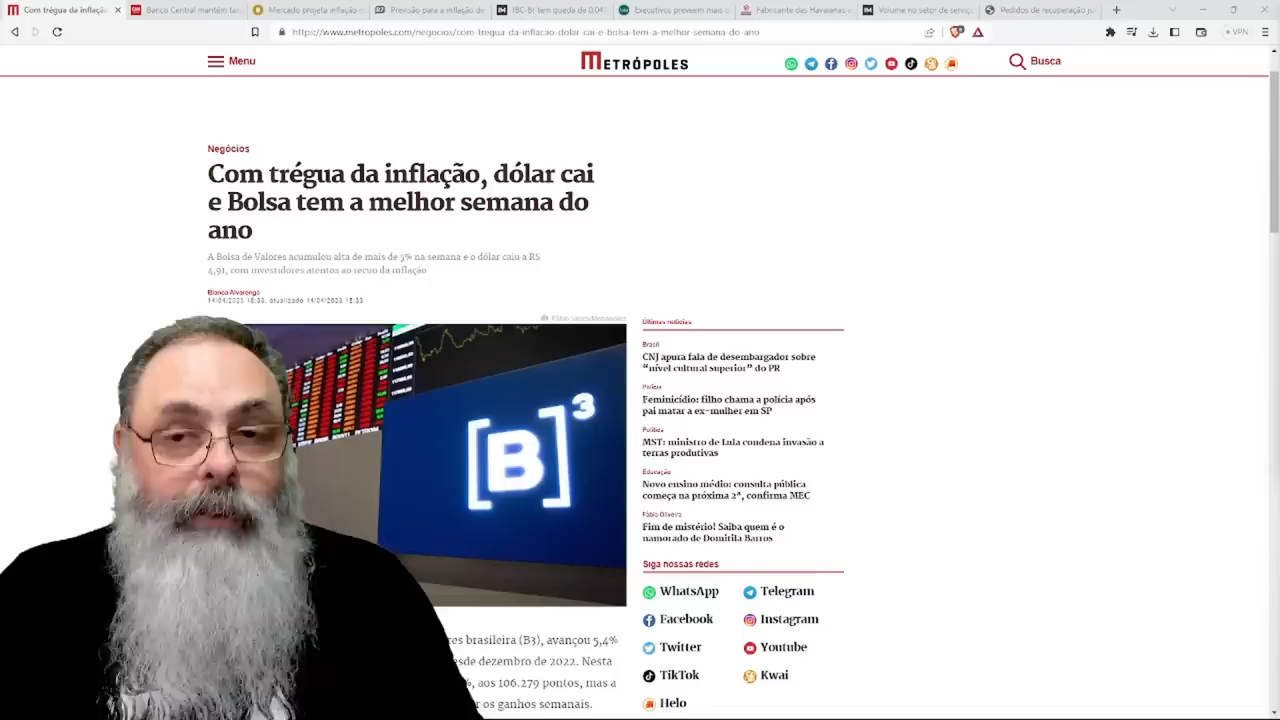 Com trégua da inflaçã
Banco Central mantém tax
Mercado projeta inflação e
Previsão para a inflação de
IBC-Br tem queda de 0,04%
Executivos preveem mais d
Fabricante das Havaianas v
Volume no setor de serviço
Pedidos de recuperação ju
https://www.metropoles.com/negocios/com-tregua-da-inflacao-dolar-cai-e-bolsa-tem-a-melhor-semana-do-ano
VPN
Menu
METRÓPOLES
Busca
Negócios
Com trégua da inflação, dólar cai
e Bolsa tem a melhor semana do
ano
A Bolsa de Valores acumulou alta de mais de 5% na semana e o dólar caiu a R$
4,91, com investidores atentos ao recuo da inflação
Bianca Alvarenga
14/04/2023 18:33, atualizado 14/04/2023 18:33
[B]³
res brasileira (B3), avançou 5,4%
esde dezembro de 2022. Nesta
%, aos 106.279 pontos, mas a
r os ganhos semanais.
Últimas notícias
Brasil
CNJ apura fala de desembargador sobre
“nível cultural superior” do PR
Polícia
Feminicídio: filho chama a polícia após
pai matar a ex-mulher em SP
Política
MST: ministro de Lula condena invasão a
terras produtivas
Educação
Novo ensino médio: consulta pública
começa na próxima 2ª, confirma MEC
Fábia Oliveira
Fim de mistério! Saiba quem é o
namorado de Domitila Barros
Siga nossas redes
WhatsApp
Telegram
Facebook
Instagram
Twitter
Youtube
TikTok
Kwai
Helo